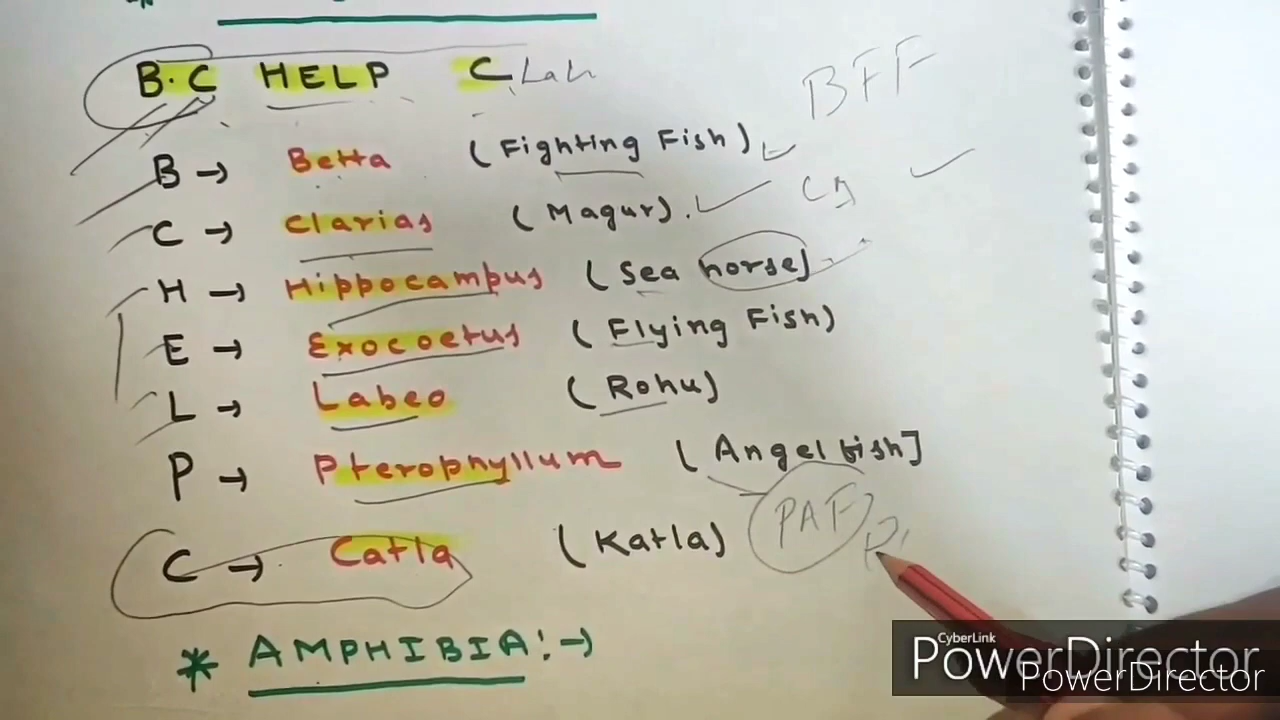 B.C HELP C
BFF
B → Betta (Fighting Fish)
C → Clarias (Magur).
H → Hippocampus (Sea horse]
E → Exocoetus (Flying Fish)
L → Labeo (Rohu)
P → Pterophyllum (Angel fish]
PAF
C → Catla (Katla)
* AMPHIBIA:→
CyberLink
PowerDirector
PowerDirector